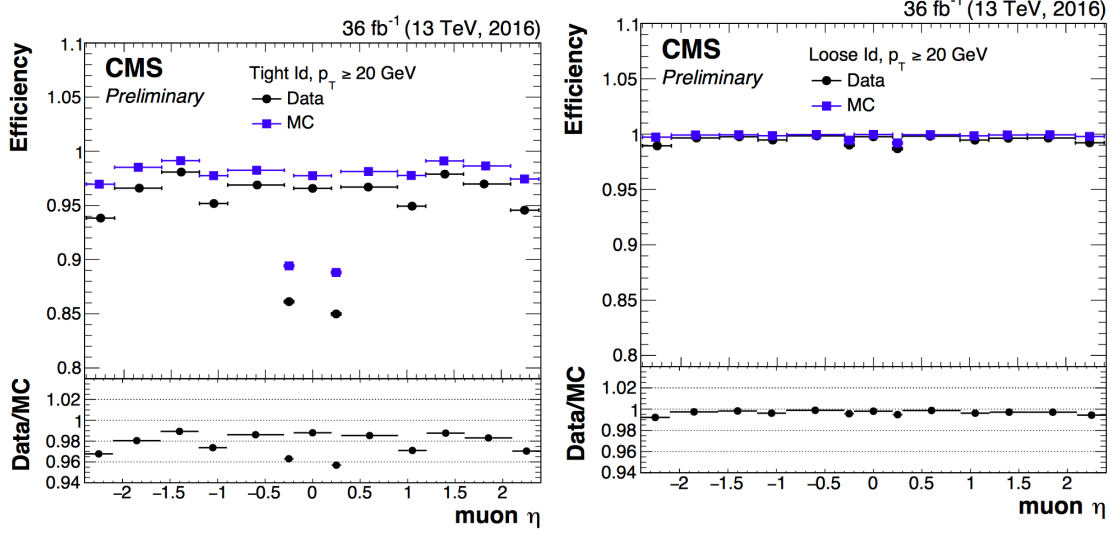 36 fb-1 (13 TeV, 2016)
Efficiency
1.1
1.05
1
0.95
0.9
0.85
0.8
CMS
Preliminary
Tight Id, pT ≥ 20 GeV
Data
MC
Data/MC
1.02
1
0.98
0.96
0.94
−2 −1.5 −1 −0.5 0 0.5 1 1.5 2
muon η
36 fb-1 (13 TeV, 2016)
Efficiency
1.1
1.05
1
0.95
0.9
0.85
0.8
CMS
Preliminary
Loose Id, pT ≥ 20 GeV
Data
MC
Data/MC
1.02
1
0.98
0.96
0.94
−2 −1.5 −1 −0.5 0 0.5 1 1.5 2
muon η